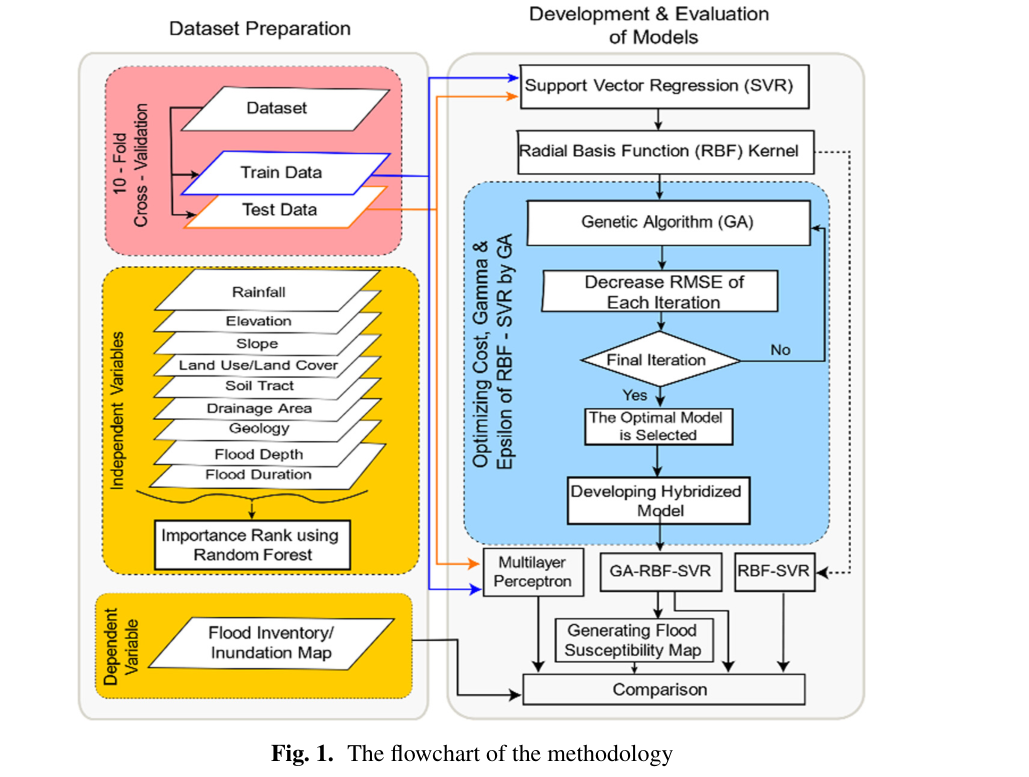 Dataset Preparation
10 - Fold
Cross - Validation
Dataset
Train Data
Test Data
Independent Variables
Rainfall
Elevation
Slope
Land Use/Land Cover
Soil Tract
Drainage Area
Geology
Flood Depth
Flood Duration
Importance Rank using
Random Forest
Dependent
Variable
Flood Inventory/
Inundation Map
Development & Evaluation
of Models
Support Vector Regression (SVR)
Radial Basis Function (RBF) Kernel
Optimizing Cost, Gamma &
Epsilon of RBF - SVR by GA
Genetic Algorithm (GA)
Decrease RMSE of
Each Iteration
Final Iteration
No
Yes
The Optimal Model
is Selected
Developing Hybridized
Model
Multilayer
Perceptron
GA-RBF-SVR
RBF-SVR
Generating Flood
Susceptibility Map
Comparison
Fig. 1. The flowchart of the methodology